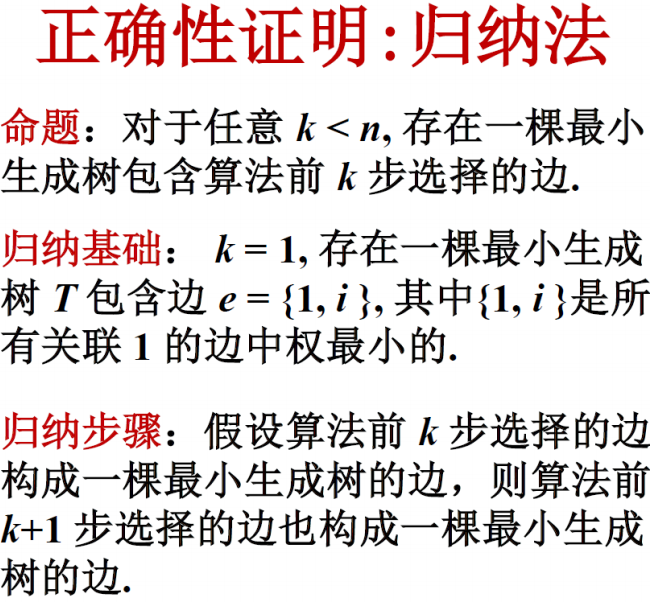 正确性证明:归纳法
命题：对于任意 k < n, 存在一棵最小
生成树包含算法前 k 步选择的边.
归纳基础： k = 1, 存在一棵最小生成
树 T 包含边 e = {1, i }, 其中{1, i }是所
有关联 1 的边中权最小的.
归纳步骤：假设算法前 k 步选择的边
构成一棵最小生成树的边，则算法前
k+1 步选择的边也构成一棵最小生成
树的边.